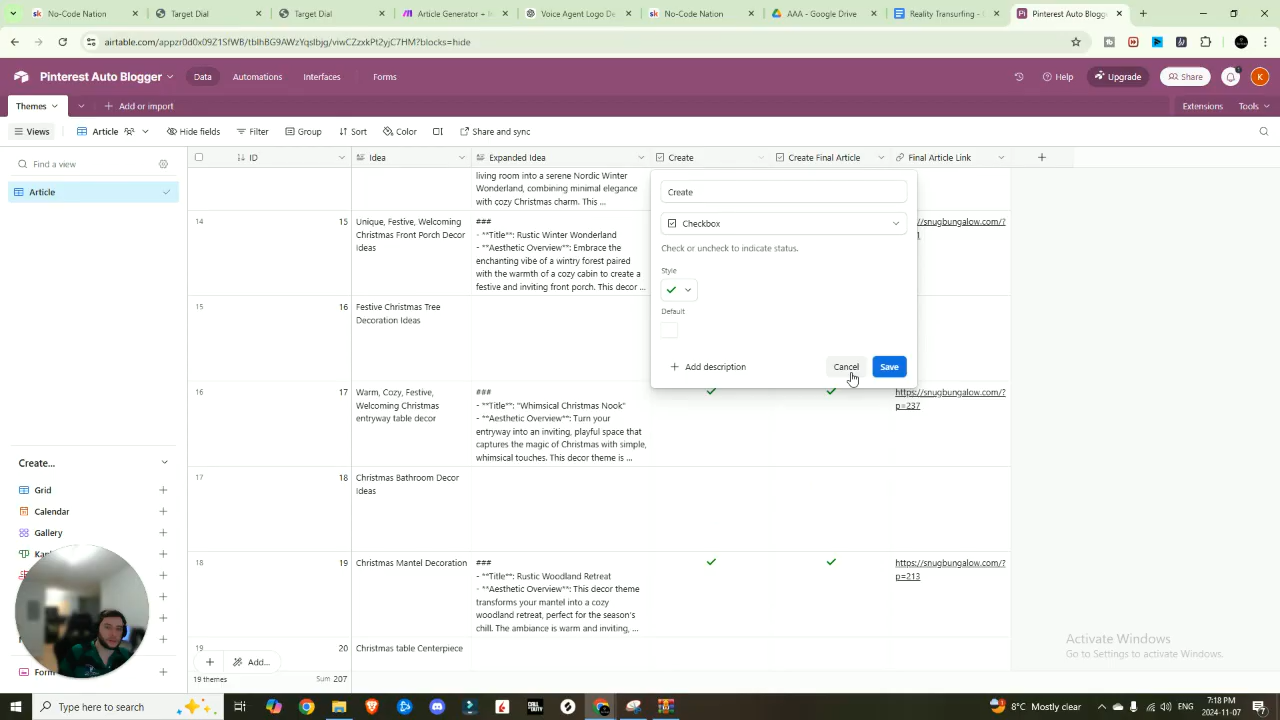 No-Code Nation
Target Dial
Target Dial
Article Generator -
Voice Agent Logo De
No-Code Nation
AAA - Google Drive
Reality Transurfing -
Pinterest Auto Blogge
airtable.com/appzr0d0x09Z1SfWB/tblhBG9AWzYqsIbjg/viwCZzxkPt2yjC7HM?blocks=hide
Pinterest Auto Blogger
Data
Automations
Interfaces
Forms
Help
Upgrade
Share
K
Themes
Add or import
Extensions
Tools
Views
Article
Hide fields
Filter
Group
Sort
Color
Share and sync
Find a view
Article
ID
Idea
Expanded Idea
Create
Create Final Article
Final Article Link
living room into a serene Nordic Winter
Wonderland, combining minimal elegance
with cozy Christmas charm. This ...
14
15
Unique, Festive, Welcoming
Christmas Front Porch Decor
Ideas
###
- **Title**: Rustic Winter Wonderland
- **Aesthetic Overview**: Embrace the
enchanting vibe of a wintry forest paired
with the warmth of a cozy cabin to create a
festive and inviting front porch. This decor ...
//snugbungalow.com/?
1
15
16
Festive Christmas Tree
Decoration Ideas
Create
Checkbox
Check or uncheck to indicate status.
Style
Default
Add description
Cancel
Save
16
17
Warm, Cozy, Festive,
Welcoming Christmas
entryway table decor
###
- **Title**: "Whimsical Christmas Nook"
- **Aesthetic Overview**: Turn your
entryway into an inviting, playful space that
captures the magic of Christmas with simple,
whimsical touches. This decor theme is ...
https://snugbungalow.com/?
p=237
17
18
Christmas Bathroom Decor
Ideas
18
19
Christmas Mantel Decoration
###
- **Title**: Rustic Woodland Retreat
- **Aesthetic Overview**: This decor theme
transforms your mantel into a cozy
woodland retreat, perfect for the season's
chill. The ambiance is warm and inviting, ...
https://snugbungalow.com/?
p=213
19
20
Christmas table Centerpiece
Add...
19 themes
Sum 207
Create...
Grid
Calendar
Gallery
Form
Activate Windows
Go to Settings to activate Windows.
Type here to search
8°C Mostly clear
ENG
7:18 PM
2024-11-07